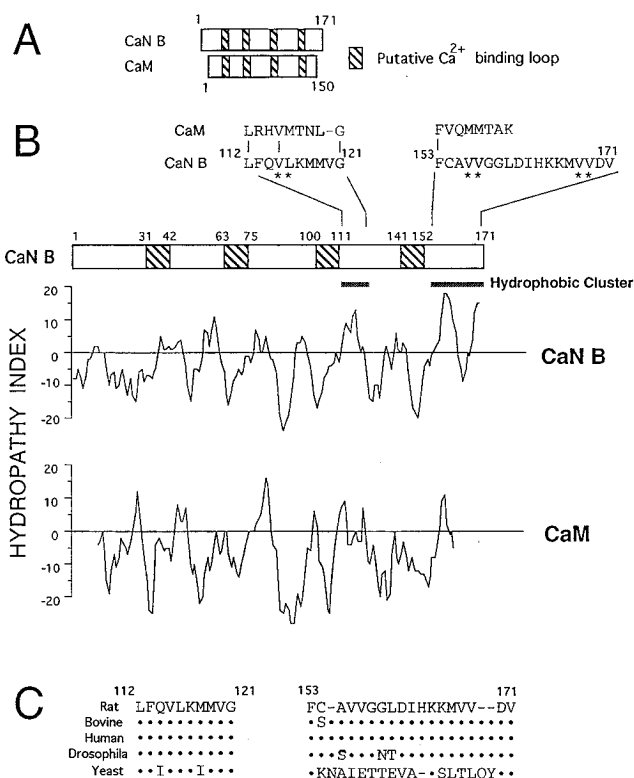 A
1 171
CaN B
CaM
1 150
Putative Ca2+ binding loop
B
CaM LRHVMTNL-G FVQMMTAK
CaN B 112 LFQVLKMMVG 121 153 FCAVVGGLDIHKKMVVDV 171
** ** **
1 31 42 63 75 100 111 141 152 171
CaN B
Hydrophobic Cluster
HYDROPATHY INDEX
20
10
0
-10
-20
CaN B
20
10
0
-10
-20
CaM
C
112 121 153 171
Rat LFQVLKMMVG FC-AVVGGLDIHKKMVV--DV
Bovine •••••••••• •S••••••••••••••••••
Human •••••••••• ••••••••••••••••••••
Drosophila •••••••••• •••S•••NT•••••••••••
Yeast ••I•••I••• •KNAIETTEVA-•SLTLOY•